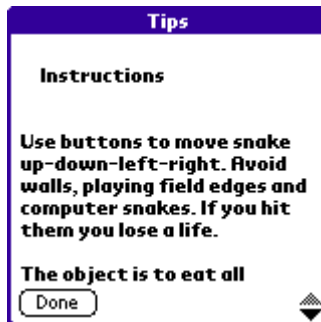 Tips
Instructions
Use buttons to move snake
up-down-left-right. Avoid
walls, playing field edges and
computer snakes. If you hit
them you lose a life.
The object is to eat all
Done